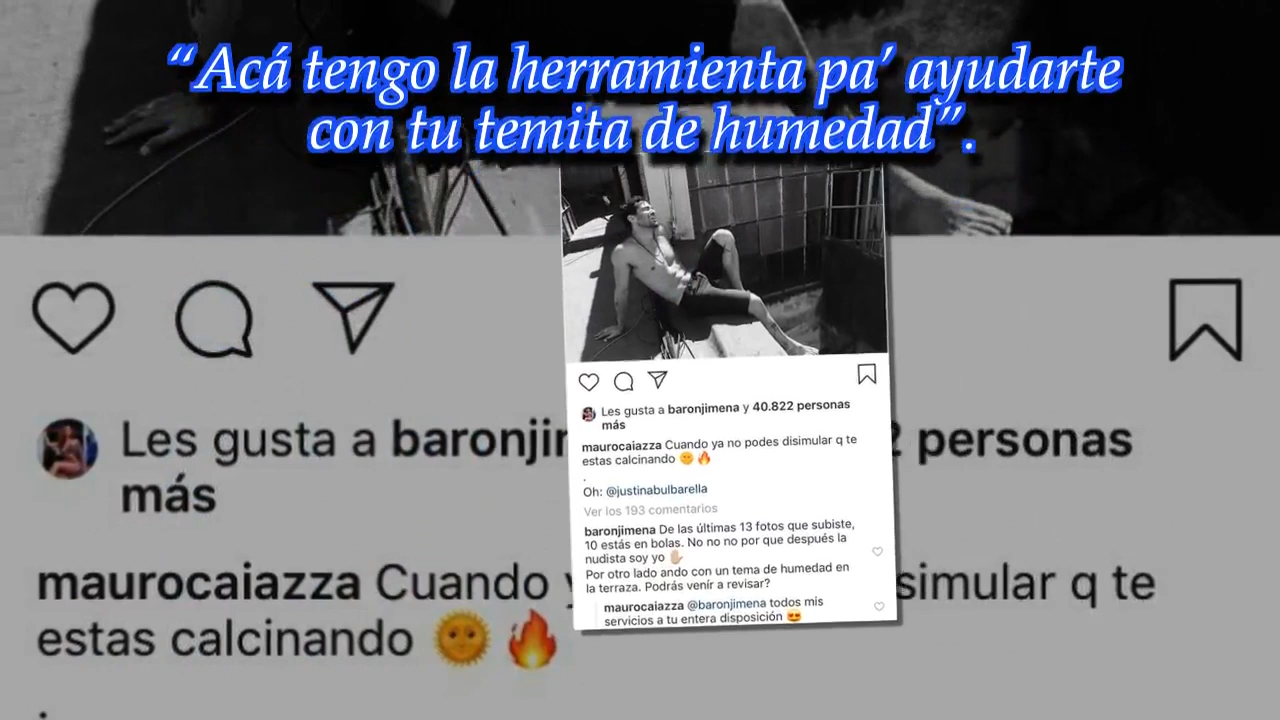 “Acá tengo la herramienta pa’ ayudarte
con tu temita de humedad”.
Les gusta a baronjimena y 40.822 personas
más
maurocaiazza Cuando ya no podes disimular q te
estas calcinando 🌞🔥
.
Oh: @justinabulbarella
Ver los 193 comentarios
baronjimena De las últimas 13 fotos que subiste,
10 estás en bolas. No no no por que después la
nudista soy yo ✋🏼
Por otro lado ando con un tema de humedad en
la terraza. Podrás venir a revisar?
maurocaiazza @baronjimena todos mis
servicios a tu entera disposición 😍
Les gusta a baronjir 2 personas
más
maurocaiazza Cuando y simular q te
estas calcinando 🌞🔥
.